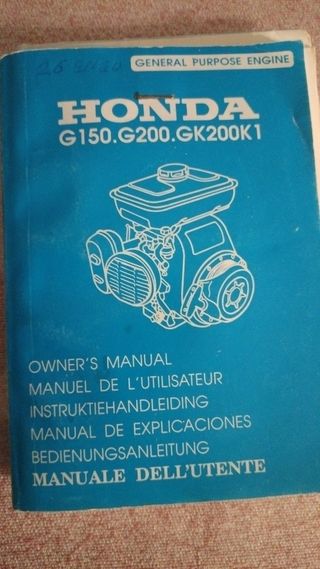 GENERAL PURPOSE ENGINE
HONDA
G150.G200.GK200K1
OWNER'S MANUAL
MANUEL DE L'UTILISATEUR
INSTRUKTIEHANDLEIDING
MANUAL DE EXPLICACIONES
BEDIENUNGSANLEITUNG
MANUALE DELL'UTENTE